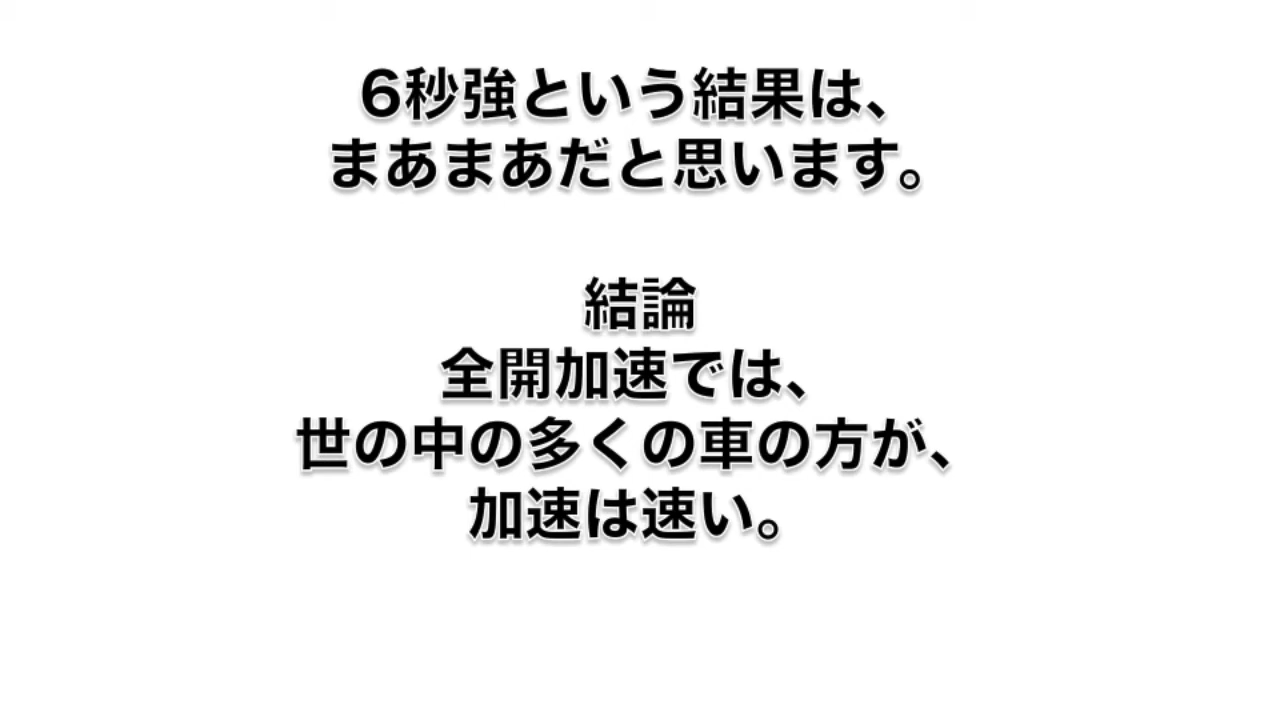 6秒強という結果は、
まあまあだと思います。
結論
全開加速では、
世の中の多くの車の方が、
加速は速い。